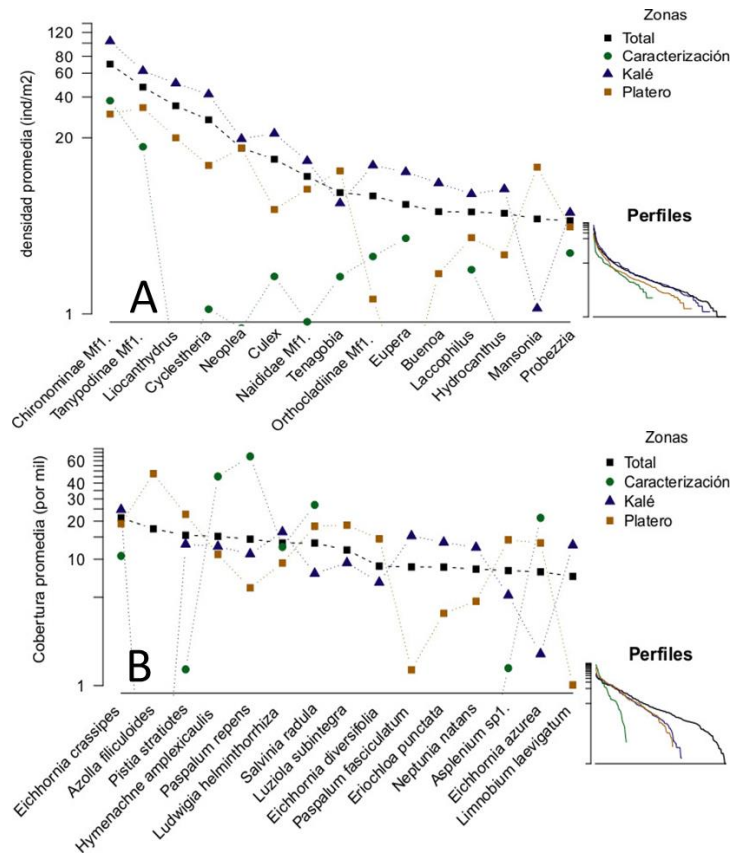 Zonas
Total
Caracterización
Kalé
Platero
densidad promedia (ind/m2)
120
80
60
40
20
1
A
Perfiles
Chironominae Mf1.
Tanypodinae Mf1.
Liocanthydrus
Cyclestheria
Neoplea
Culex
Naididae Mf1.
Tenagobia
Orthocladiinae Mf1.
Eupera
Buenoa
Laccophilus
Hydrocanthus
Mansonia
Probezzia
Zonas
Total
Caracterización
Kalé
Platero
Cobertura promedia (por mil)
60
40
30
20
10
1
B
Perfiles
Eichhornia crassipes
Azolla filiculoides
Pistia stratiotes
Hymenachne amplexicaulis
Paspalum repens
Ludwigia helminthorrhiza
Salvinia radula
Luziola subintegra
Eichhornia diversifolia
Paspalum fasciculatum
Eriochloa punctata
Neptunia natans
Asplenium sp1.
Eichhornia azurea
Limnobium laevigatum